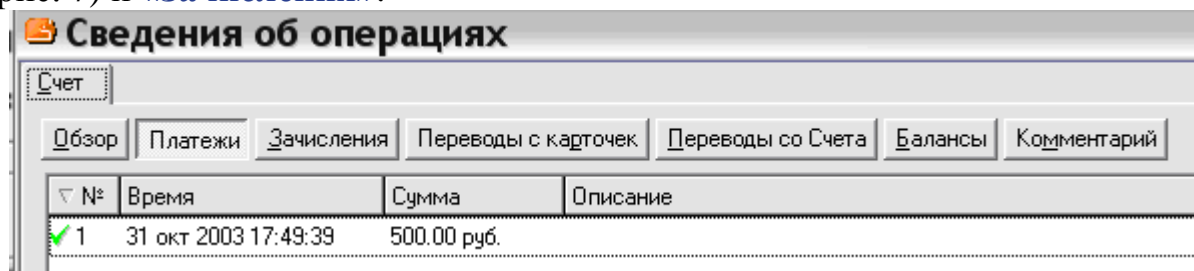 Сведения об операциях
Счет
Обзор Платежи Зачисления Переводы с карточек Переводы со Счета Балансы Комментарий
№ Время Сумма Описание
1 31 окт 2003 17:49:39 500.00 руб.